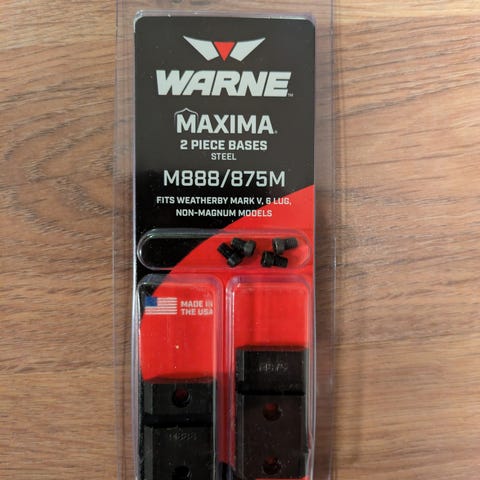 WARNE
MAXIMA
2 PIECE BASES
STEEL
M888/875M
FITS WEATHERBY MARK V, 6 LUG,
NON-MAGNUM MODELS
MADE IN
THE USA
M888